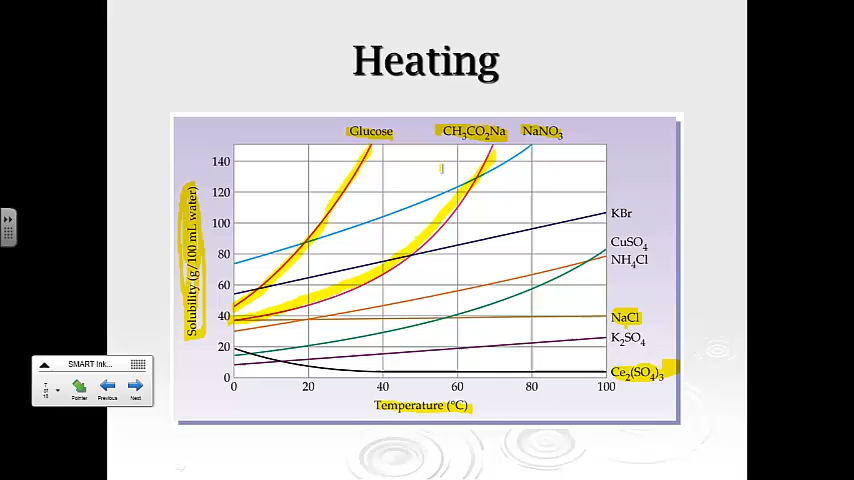 Heating
Glucose CH₃CO₂Na NaNO₃
Solubility (g/100 mL water)
140
120
100
80
60
40
20
0
KBr
CuSO₄
NH₄Cl
NaCl
K₂SO₄
Ce₂(SO₄)₃
0 20 40 60 80 100
Temperature (°C)
SMART Ink...
Pointer Previous Next